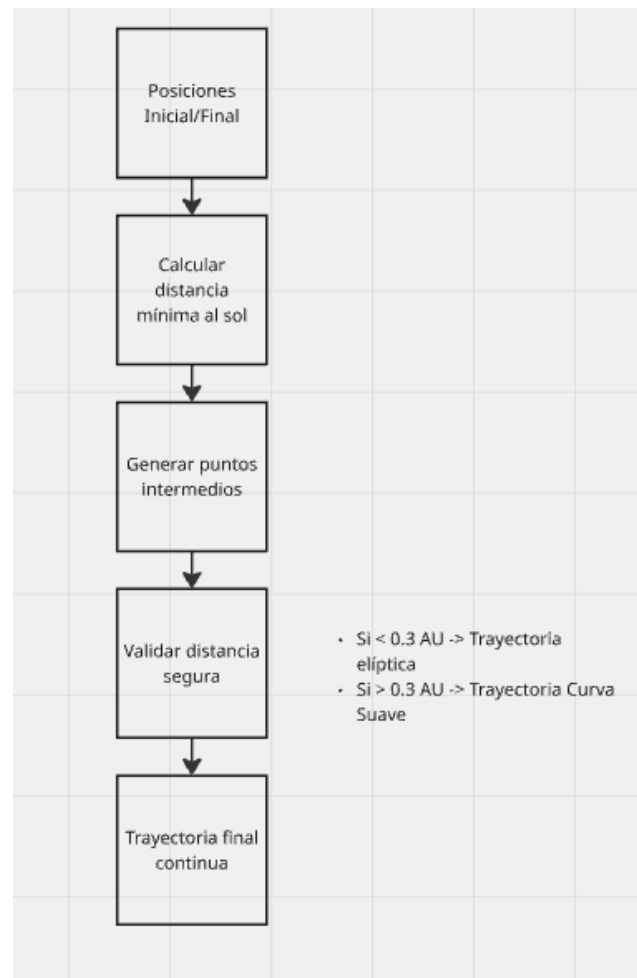 Posiciones
Inicial/Final
Calcular
distancia
mínima al sol
Generar puntos
intermedios
Validar distancia
segura
• Si < 0.3 AU -> Trayectoria
elíptica
• Si > 0.3 AU -> Trayectoria Curva
Suave
Trayectoria final
continua